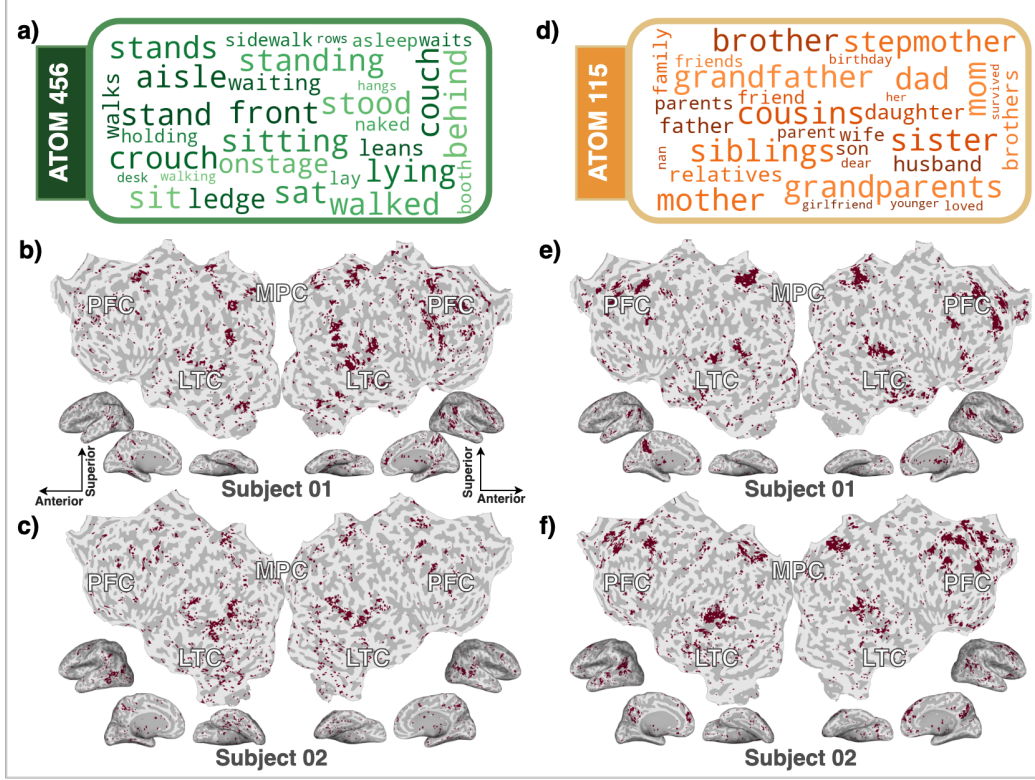 a)
ATOM 456
stands sidewalk rows asleep waits
standing
aisle waiting
hangs
walks
stand front stood
couch
behind
naked
holding
sitting leans
crouch onstage
desk walking
lay lying
booth
sit ledge sat walked
d)
ATOM 115
family
brother stepmother
friends
birthday
grandfather dad
mom
survived
brothers
parents friend
her
cousins daughter
father
parent wife sister
nan
siblings son
dear
husband
relatives
grandparents
mother
girlfriend younger loved
b)
PFC MPC PFC
LTC LTC
Superior
Anterior
Superior
Anterior
Subject 01
e)
PFC MPC PFC
LTC LTC
Subject 01
c)
PFC MPC PFC
LTC LTC
Subject 02
f)
PFC MPC PFC
LTC LTC
Subject 02